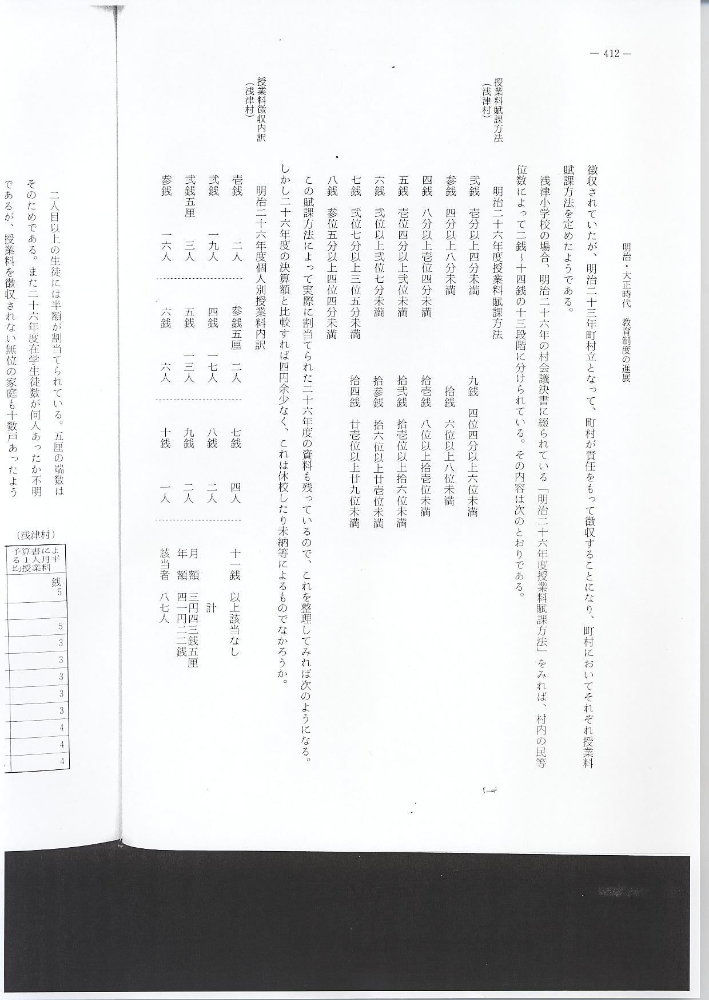 ― 412 ―
明治・大正時代　教育制度の進展
徴収されていたが、明治二十三年町村立となって、町村が責任をもって徴収することになり、町村においてそれぞれ授業料
賦課方法を定めたようである。
浅津小学校の場合、明治二十六年の村会議決書に綴られている「明治二十六年度授業料賦課方法」をみれば、村内の民等
位数によって二銭～十四銭の十三段階に分けられている。その内容は次のとおりである。
授業料賦課方法
（浅津村）
明治二十六年度授業料賦課方法
弐銭　壱分以上四分未満　九銭　四位四分以上六位未満
参銭　四分以上八分未満　拾銭　六位以上八位未満
四銭　八分以上壱位四分未満　拾壱銭　八位以上拾壱位未満
五銭　壱位四分以上弐位未満　拾弐銭　拾壱位以上拾六位未満
六銭　弐位以上弐位七分未満　拾参銭　拾六位以上廿壱位未満
七銭　弐位七分以上三位五分未満　拾四銭　廿壱位以上廿九位未満
八銭　参位五分以上四位四分未満
この賦課方法によって実際に割当てられた二十六年度の資料も残っているので、これを整理してみれば次のようになる。
しかし二十六年度の決算額と比較すれば四円余少なく、これは休校したり未納等によるものでなかろうか。
授業料徴収内訳
（浅津村）
明治二十六年度個人別授業料内訳
壱銭　二人　参銭五厘　二人　七銭　四人　十一銭　以上該当なし
弐銭　一九人　四銭　一七人　八銭　二人　計
弐銭五厘　三人　五銭　一三人　九銭　二人　月　額　三円四三銭五厘
年　額　四一円二二銭
参銭　一六人　六銭　六人　十銭　一人　該当者　八七人
二人目以上の生徒には半額が割当てられている。五厘の端数は
そのためである。また二十六年度在学生徒数が何人あったか不明
であるが、授業料を徴収されない無位の家庭も十数戸あったよう
（浅津村）
予算書によ
る1人月平
均授業料
銭
5
5
3
3
3
3
3
4
4
4